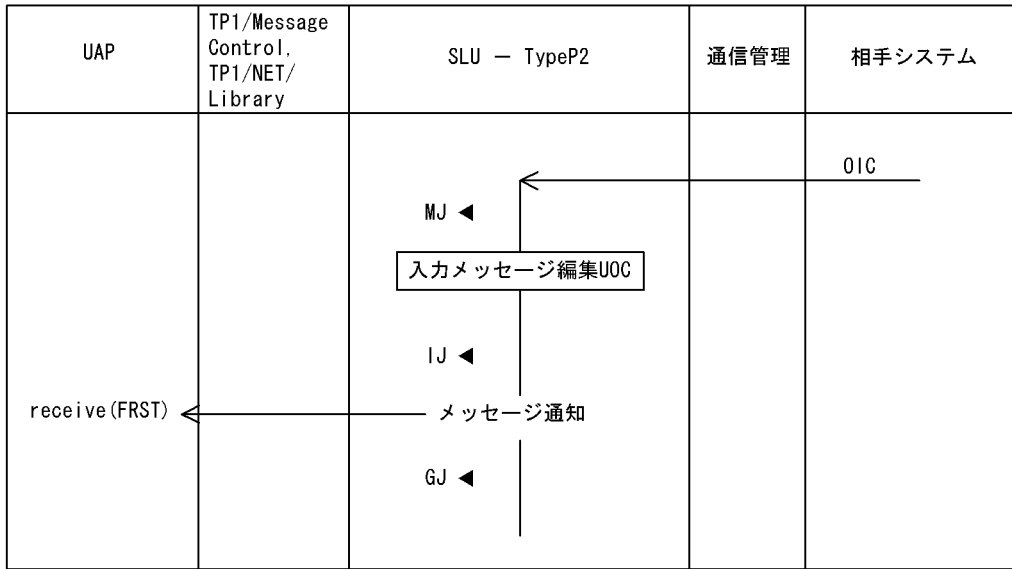 UAP
TP1/Message
Control,
TP1/NET/
Library
SLU － TypeP2
通信管理
相手システム
OIC
MJ ◀
入力メッセージ編集UOC
IJ ◀
receive(FRST)
メッセージ通知
GJ ◀